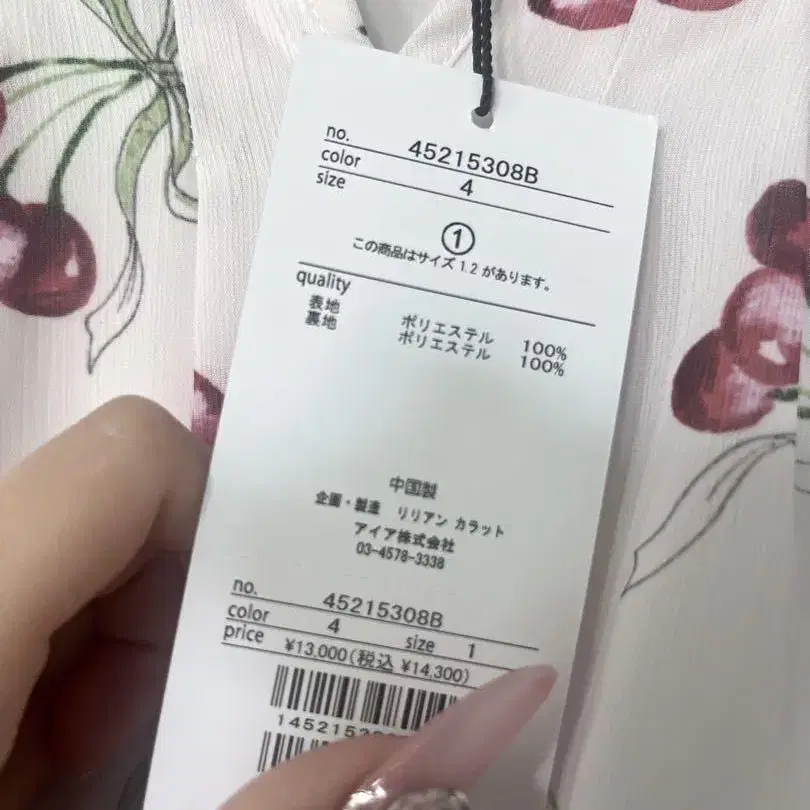 no. 45215308B
color 4
size
①
この商品はサイズ 1.2 があります。
quality
表地 ポリエステル 100%
裏地 ポリエステル 100%
中国製
企画・製造 リリアン カラット
アイア株式会社
03-4578-3338
no. 45215308B
color 4 size 1
price ¥13,000(税込 ¥14,300)